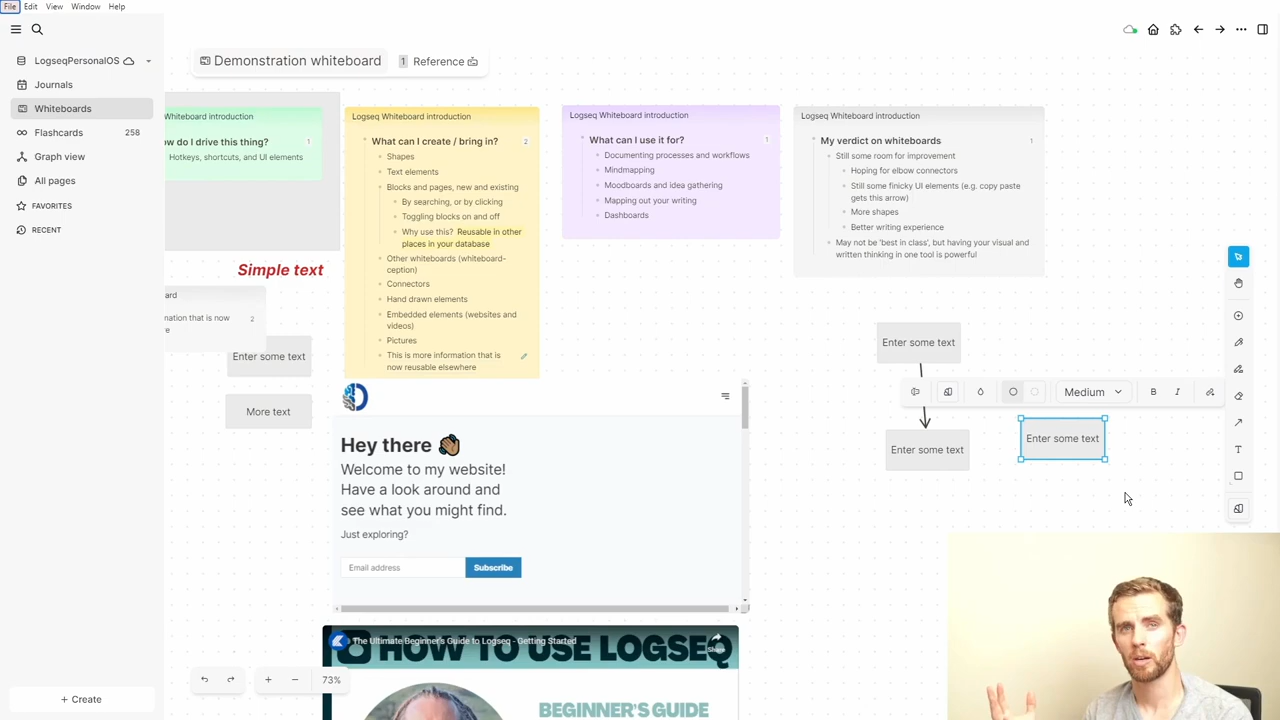 File Edit View Window Help
LogseqPersonalOS
Journals
Whiteboards
Flashcards 258
Graph view
All pages
FAVORITES
RECENT
Create
Demonstration whiteboard 1 Reference
Whiteboard introduction
do I drive this thing? 1
Hotkeys, shortcuts, and UI elements
Simple text
now 2
Enter some text
More text
Logseq Whiteboard introduction
What can I create / bring in? 2
Shapes
Text elements
Blocks and pages, new and existing
By searching, or by clicking
Toggling blocks on and off
Why use this? Reusable in other
places in your database
Other whiteboards (whiteboard-
ception)
Connectors
Hand drawn elements
Embedded elements (websites and
videos)
Pictures
This is more information that is
now reusable elsewhere
Logseq Whiteboard introduction
What can I use it for? 1
Documenting processes and workflows
Mindmapping
Moodboards and idea gathering
Mapping out your writing
Dashboards
Logseq Whiteboard introduction
My verdict on whiteboards 1
Still some room for improvement
Hoping for elbow connectors
Still some finicky UI elements (e.g. copy paste
gets this arrow)
More shapes
Better writing experience
May not be 'best in class', but having your visual and
written thinking in one tool is powerful
Enter some text
Medium B I
Enter some text
Enter some text
T
Hey there
Welcome to my website!
Have a look around and
see what you might find.
Just exploring?
Email address Subscribe
The Ultimate Beginner's Guide to Logseq - Getting Started
Share
HOW TO USE LOGSEQ
BEGINNER'S GUIDE
73%